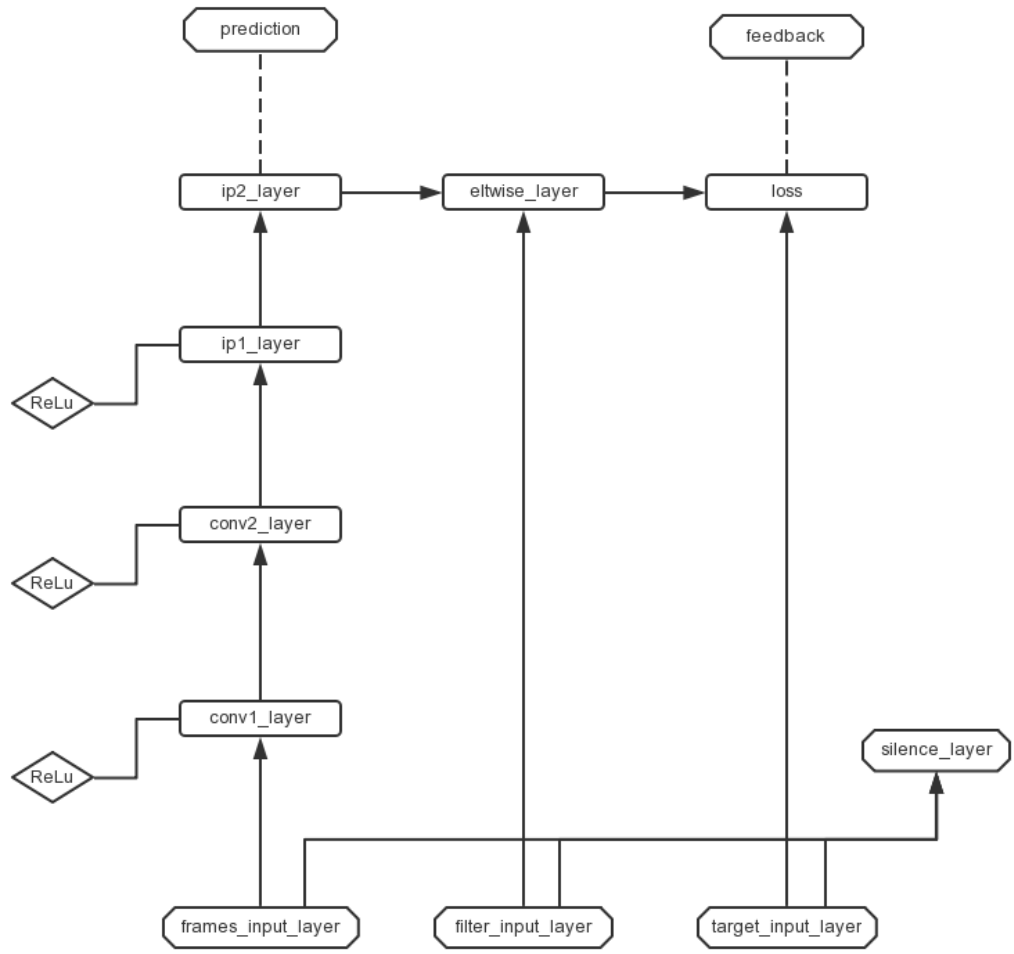 prediction
feedback
ip2_layer
eltwise_layer
loss
ip1_layer
ReLu
conv2_layer
ReLu
conv1_layer
silence_layer
ReLu
frames_input_layer
filter_input_layer
target_input_layer